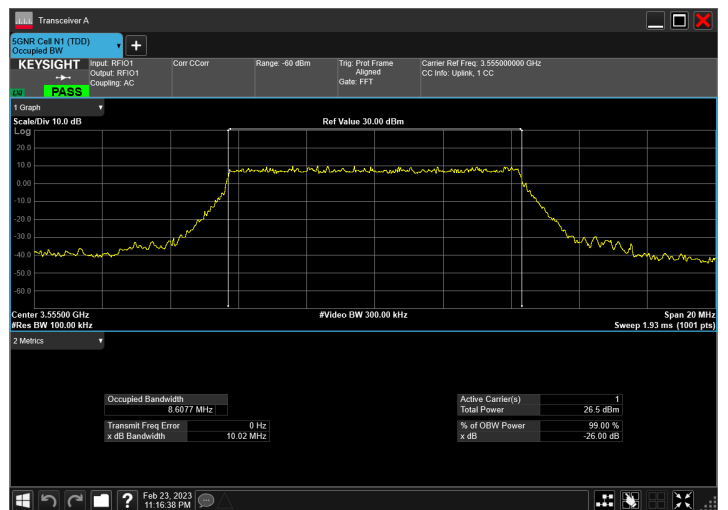 Transceiver A
5GNR Cell N1 (TDD)
Occupied BW
KEYSIGHT
Input: RFIO1
Output: RFIO1
Coupling: AC
Corr CCorr
Range: -60 dBm
Trig: Prot Frame
Aligned
Gate: FFT
Carrier Ref Freq: 3.555000000 GHz
CC Info: Uplink, 1 CC
LXI
PASS
1 Graph
Scale/Div 10.0 dB
Ref Value 30.00 dBm
Log
20.0
10.0
0.00
-10.0
-20.0
-30.0
-40.0
-50.0
-60.0
Center 3.55500 GHz
#Video BW 300.00 kHz
Span 20 MHz
#Res BW 100.00 kHz
Sweep 1.93 ms (1001 pts)
2 Metrics
Occupied Bandwidth
8.6077 MHz
Transmit Freq Error 0 Hz
x dB Bandwidth 10.02 MHz
Active Carrier(s) 1
Total Power 26.5 dBm
% of OBW Power 99.00 %
x dB -26.00 dB
?
Feb 23, 2023
11:16:38 PM